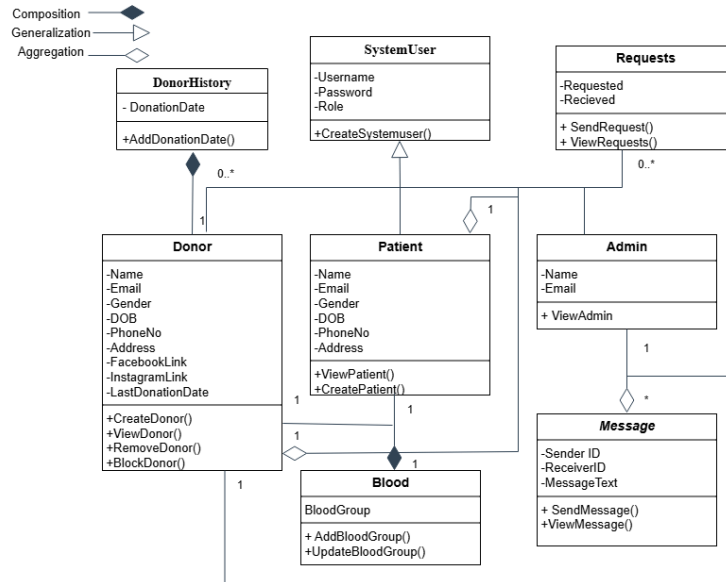 Composition
Generalization
Aggregation
DonorHistory
- DonationDate
+AddDonationDate()
SystemUser
-Username
-Password
-Role
+CreateSystemuser()
Requests
-Requested
-Recieved
+ SendRequest()
+ ViewRequests()
0..*
0..*
1
1
Donor
-Name
-Email
-Gender
-DOB
-PhoneNo
-Address
-FacebookLink
-InstagramLink
-LastDonationDate
+CreateDonor()
+ViewDonor()
+RemoveDonor()
+BlockDonor()
Patient
-Name
-Email
-Gender
-DOB
-PhoneNo
-Address
+ViewPatient()
+CreatePatient()
Admin
-Name
-Email
+ ViewAdmin
1
1
1
1
1
1
*
Blood
BloodGroup
+ AddBloodGroup()
+UpdateBloodGroup()
Message
-Sender ID
-ReceiverID
-MessageText
+ SendMessage()
+ViewMessage()